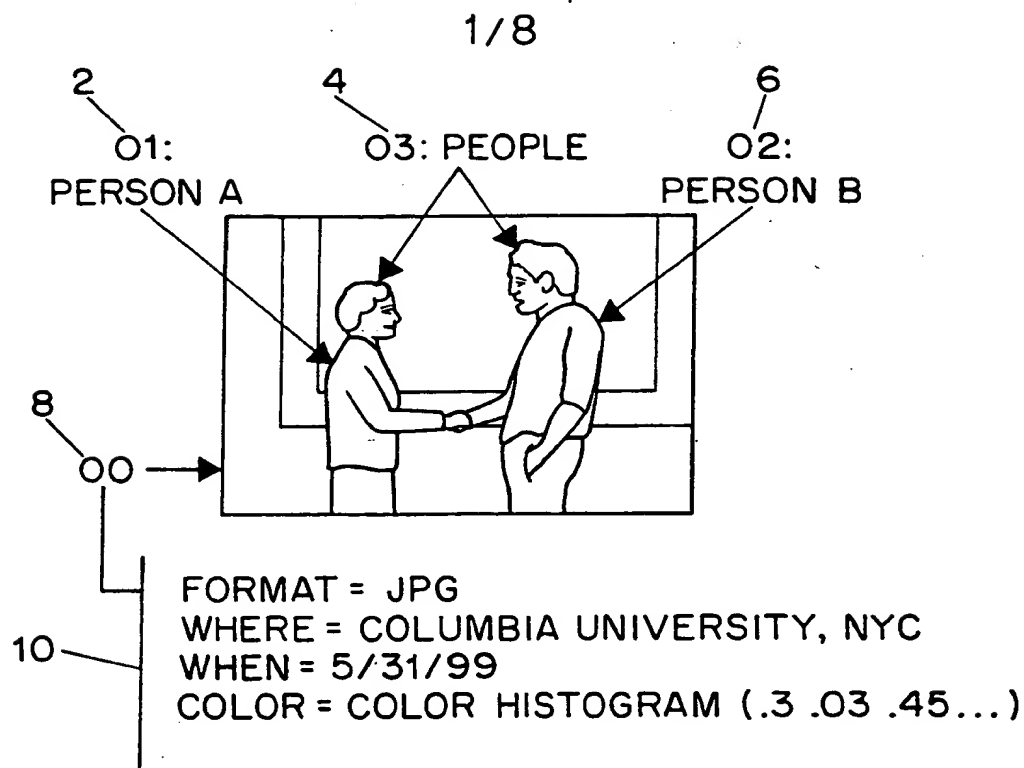 1/8
2 4 6
O1: O3: PEOPLE O2:
PERSON A PERSON B
8
O0
FORMAT = JPG
WHERE = COLUMBIA UNIVERSITY, NYC
10
WHEN = 5/31/99
COLOR = COLOR HISTOGRAM (.3 .03 .45...)